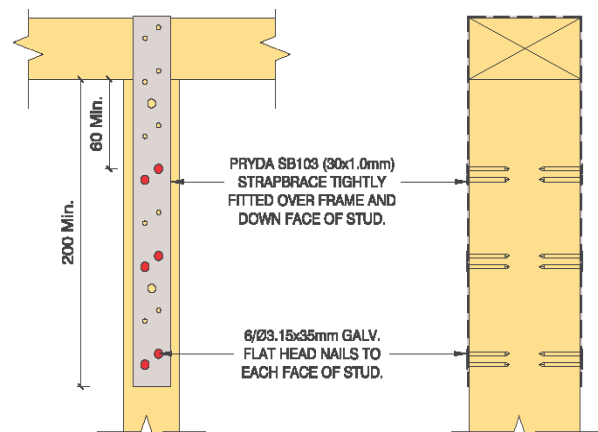 60 Min.
200 Min.
PRYDA SB103 (30x1.0mm)
STRAPBRACE TIGHTLY
FITTED OVER FRAME AND
DOWN FACE OF STUD.
6/Ø3.15x35mm GALV.
FLAT HEAD NAILS TO
EACH FACE OF STUD.